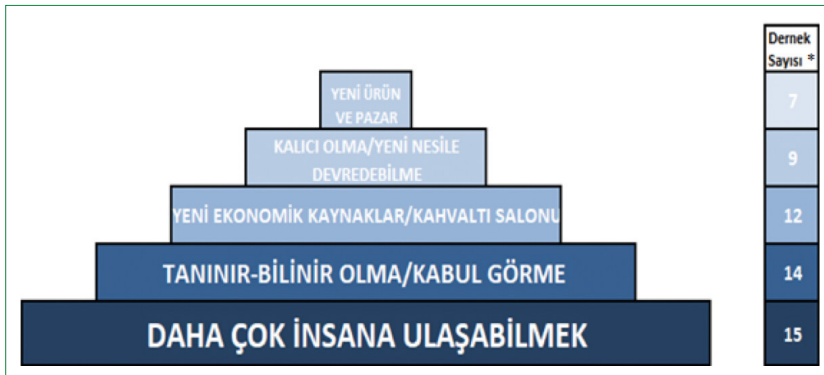 Dernek
Sayısı *
YENİ ÜRÜN
VE PAZAR
7
KALICI OLMA/YENİ NESİLE
DEVREDEBİLME
9
YENİ EKONOMİK KAYNAKLAR/KAHVALTI SALONU
12
TANINIR-BİLİNİR OLMA/KABUL GÖRME
14
DAHA ÇOK İNSANA ULAŞABİLMEK
15